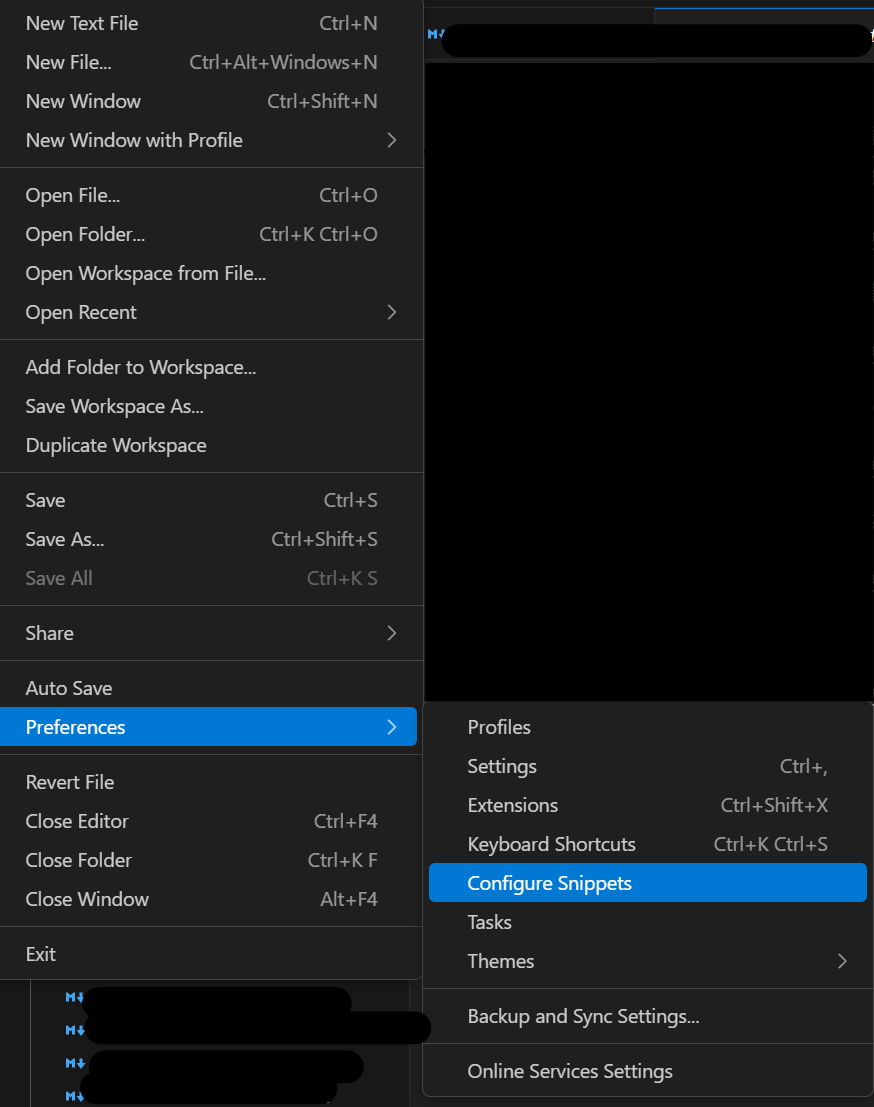 New Text File Ctrl+N
New File... Ctrl+Alt+Windows+N
New Window Ctrl+Shift+N
New Window with Profile
Open File... Ctrl+O
Open Folder... Ctrl+K Ctrl+O
Open Workspace from File...
Open Recent
Add Folder to Workspace...
Save Workspace As...
Duplicate Workspace
Save Ctrl+S
Save As... Ctrl+Shift+S
Save All Ctrl+K S
Share
Auto Save
Preferences
Revert File
Close Editor Ctrl+F4
Close Folder Ctrl+K F
Close Window Alt+F4
Exit
Profiles
Settings Ctrl+,
Extensions Ctrl+Shift+X
Keyboard Shortcuts Ctrl+K Ctrl+S
Configure Snippets
Tasks
Themes
Backup and Sync Settings...
Online Services Settings